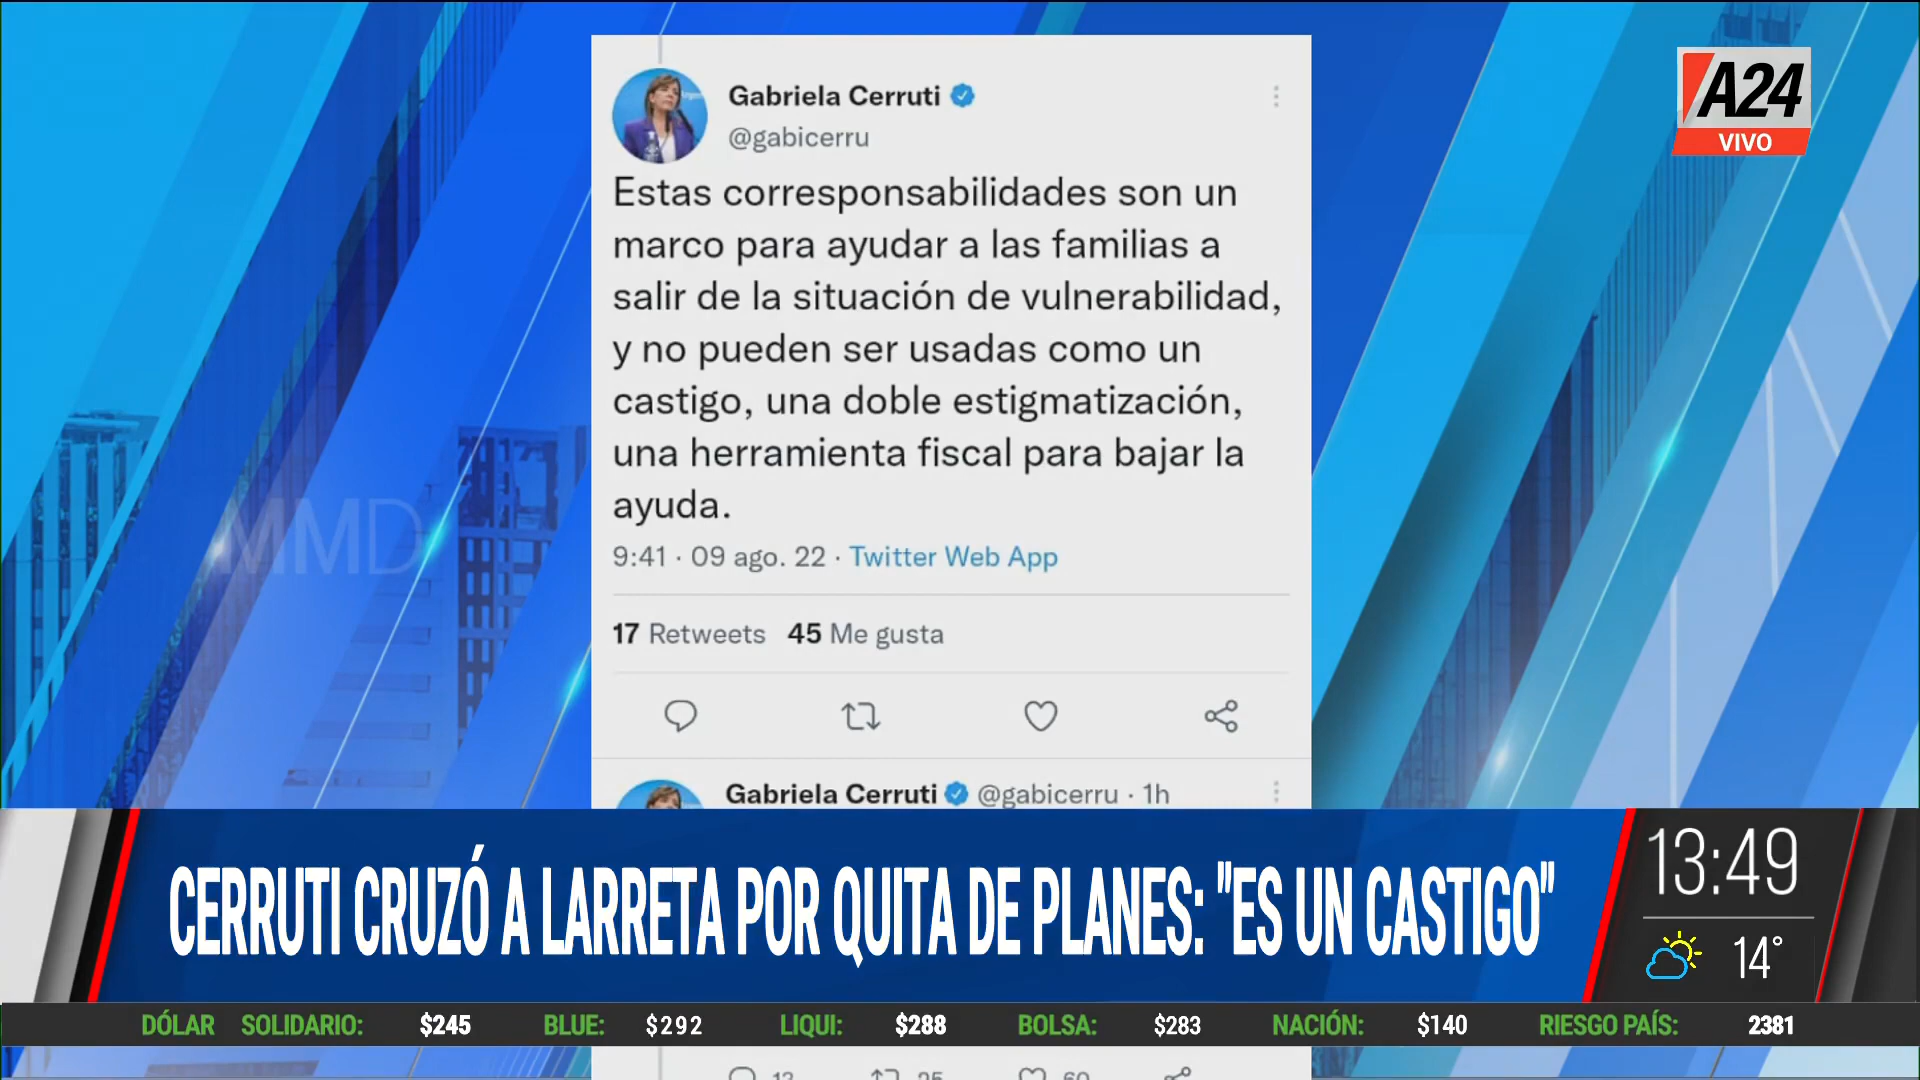 Gabriela Cerruti
@gabicerru
A24
VIVO
Estas corresponsabilidades son un
marco para ayudar a las familias a
salir de la situación de vulnerabilidad,
y no pueden ser usadas como un
castigo, una doble estigmatización,
una herramienta fiscal para bajar la
ayuda.
MMD
9:41 · 09 ago. 22 · Twitter Web App
17 Retweets 45 Me gusta
Gabriela Cerruti @gabicerru · 1h
CERRUTI CRUZÓ A LARRETA POR QUITA DE PLANES: "ES UN CASTIGO"
13:49
14°
DÓLAR SOLIDARIO: $245 BLUE: $292 LIQUI: $288 BOLSA: $283 NACIÓN: $140 RIESGO PAÍS: 2381